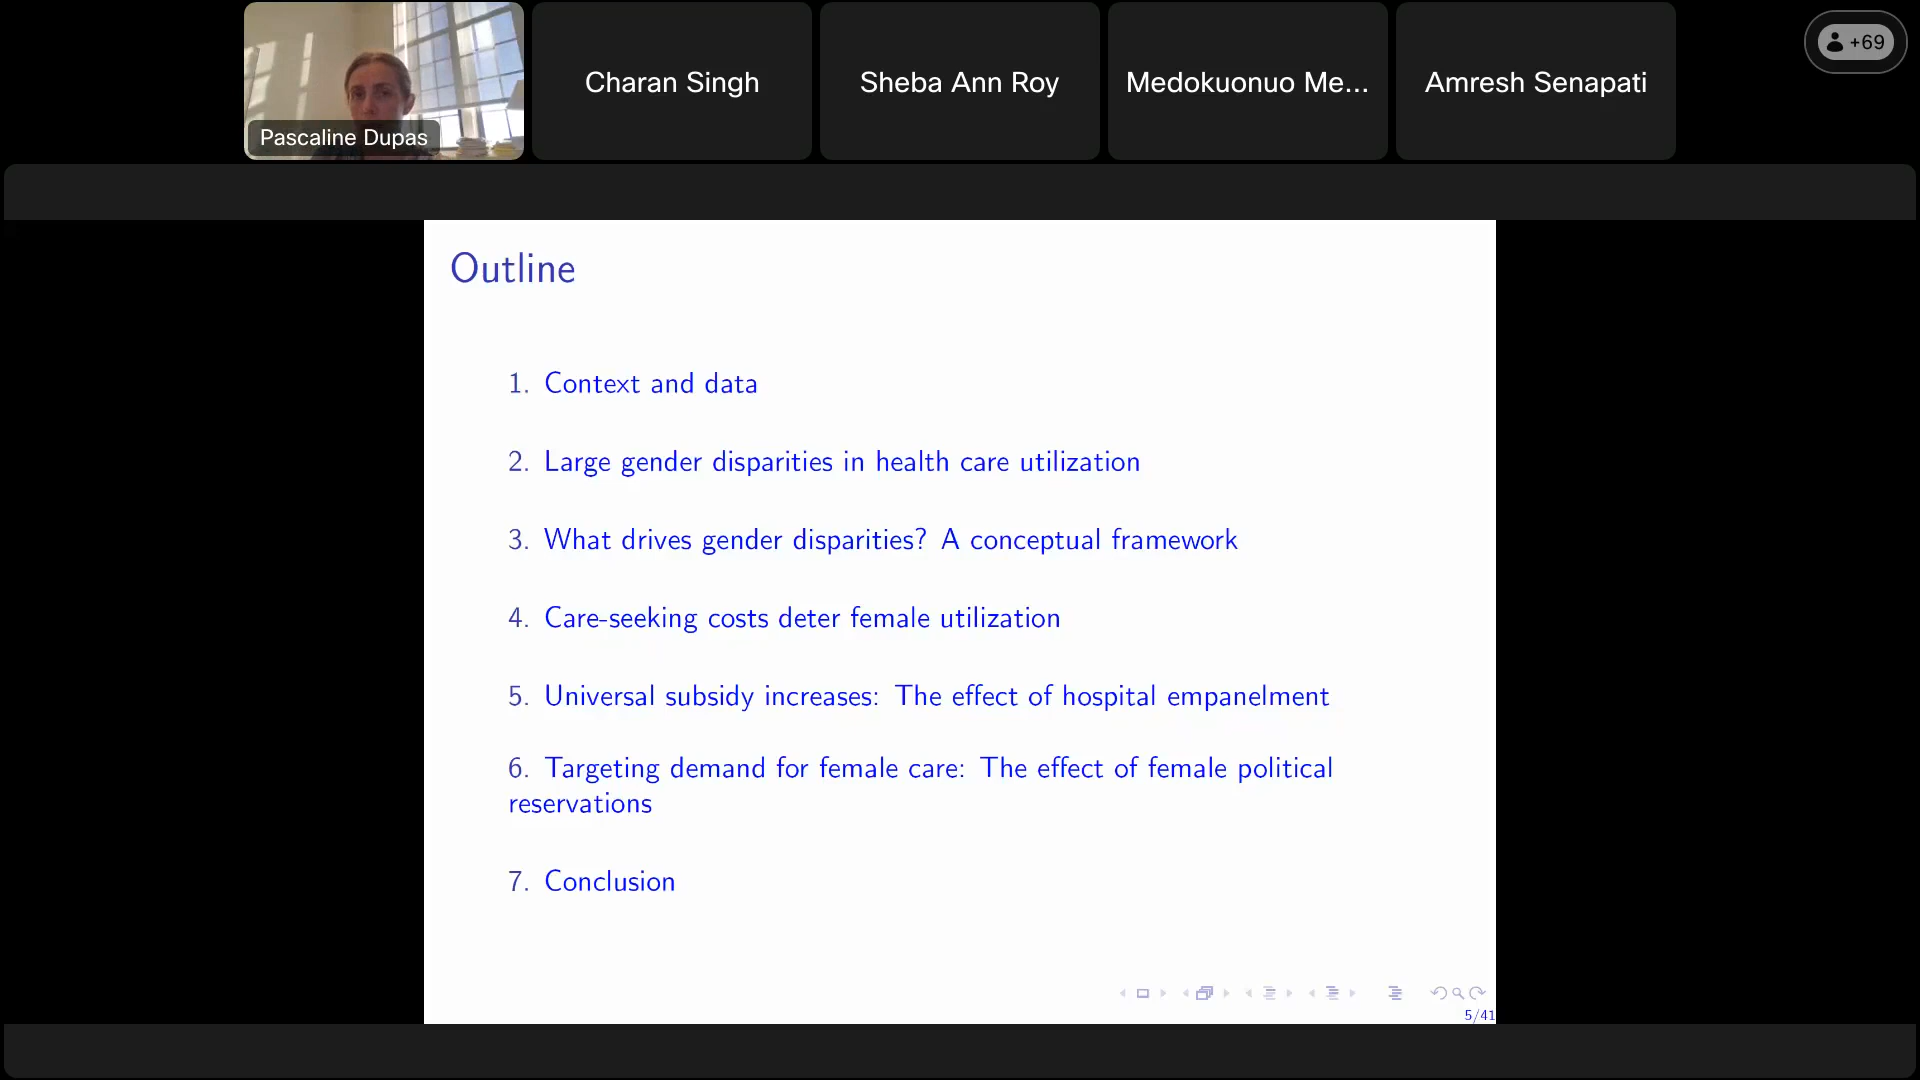 Pascaline Dupas
Charan Singh
Sheba Ann Roy
Medokuonuo Me...
Amresh Senapati
+69
Outline
1. Context and data
2. Large gender disparities in health care utilization
3. What drives gender disparities? A conceptual framework
4. Care-seeking costs deter female utilization
5. Universal subsidy increases: The effect of hospital empanelment
6. Targeting demand for female care: The effect of female political
reservations
7. Conclusion
5/41